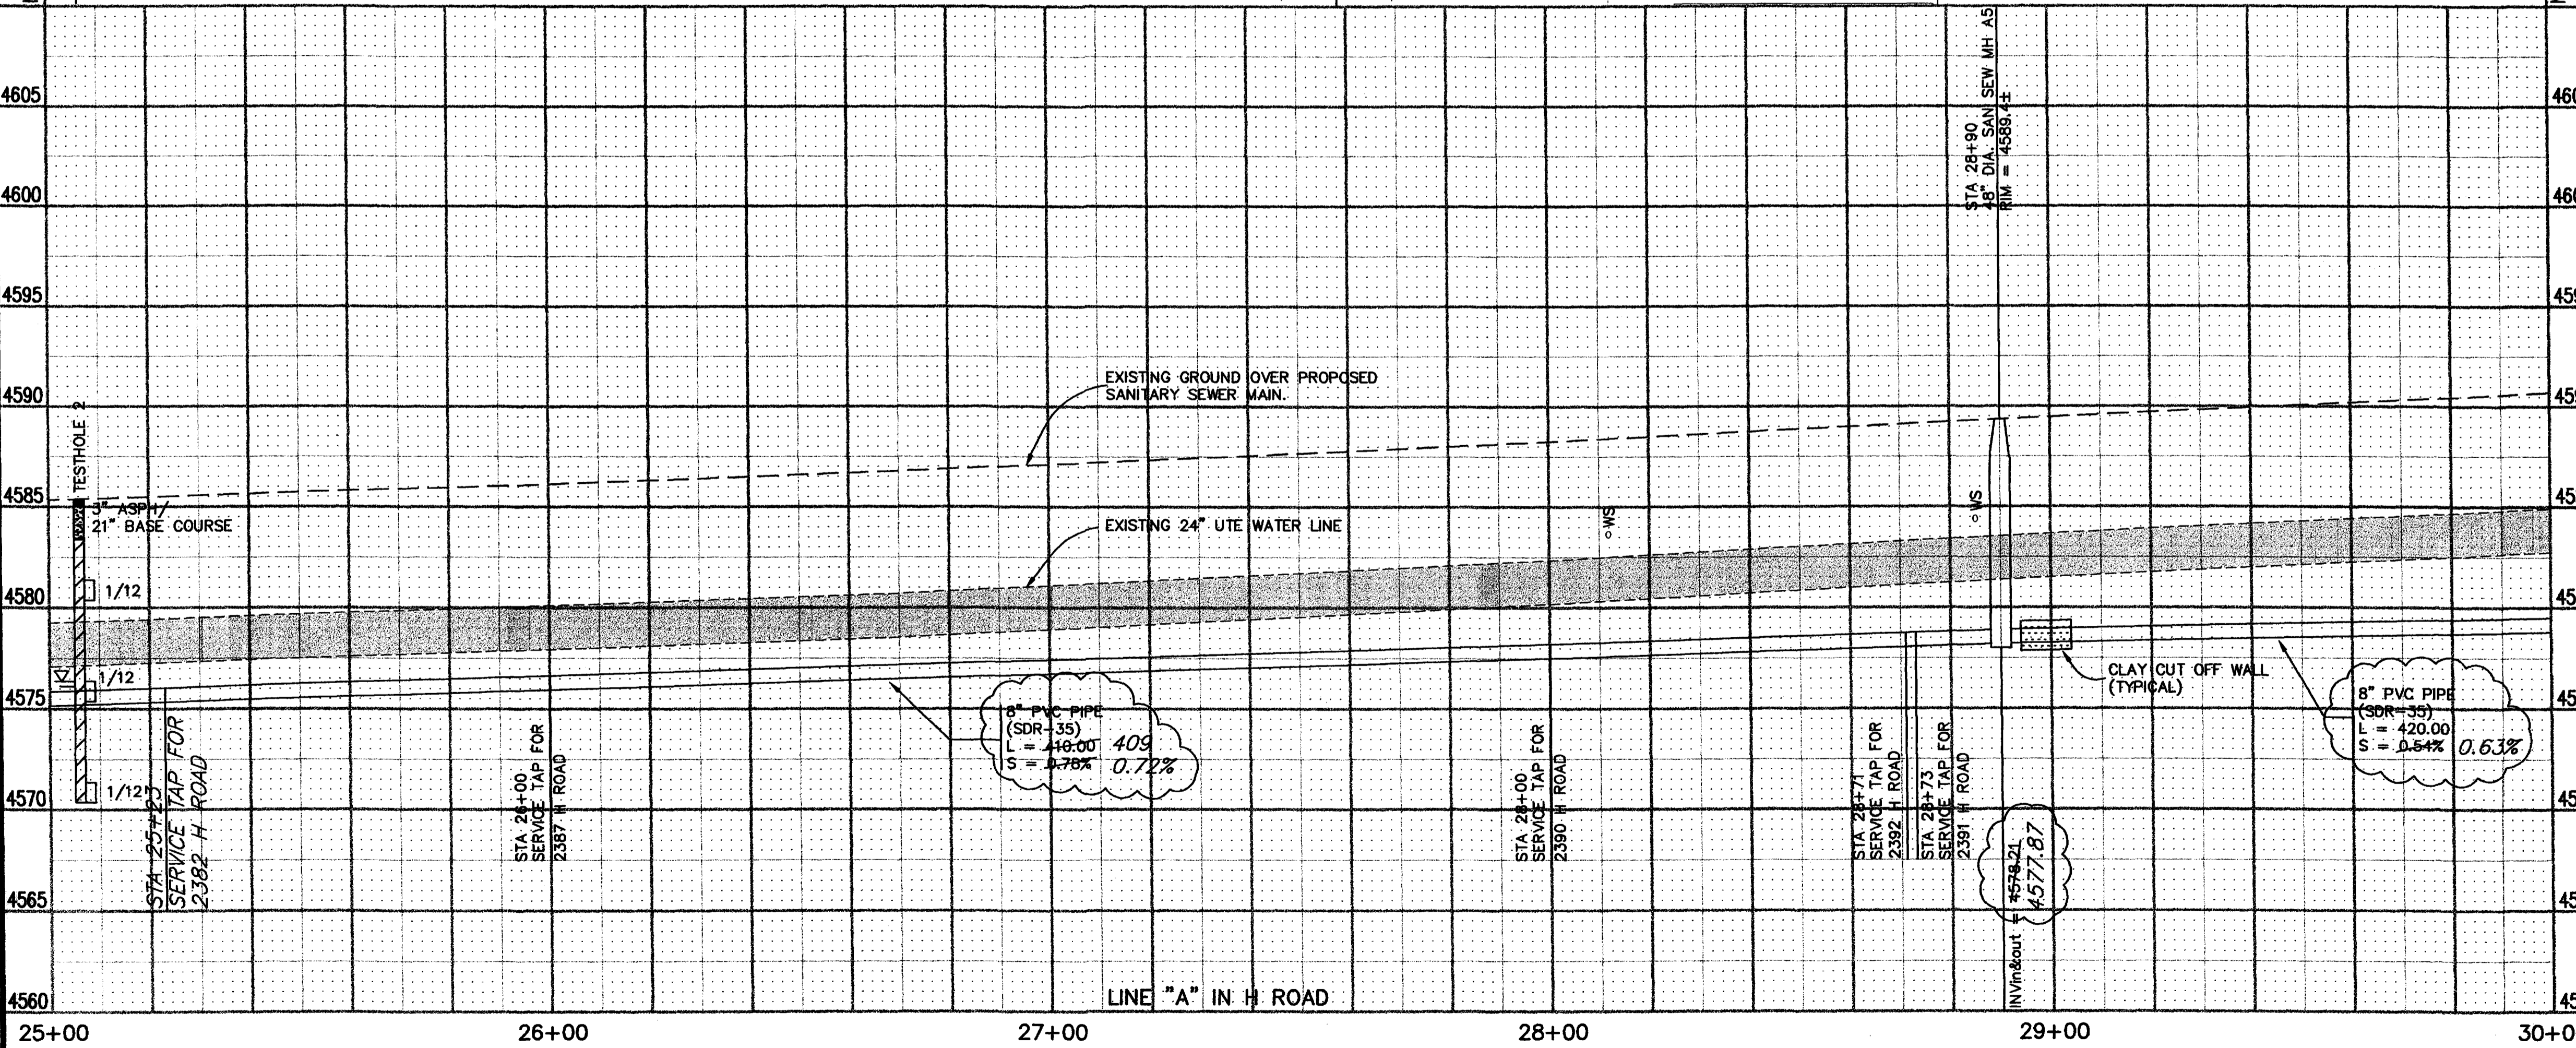 4605
4600
4595
4590
4585
4580
4575
4570
4565
4560
STA 28+90
48" DIA. SAN. SEW MH A5
RIM = 4589.4±
EXISTING GROUND OVER PROPOSED
SANITARY SEWER MAIN.
TESTHOLE 2
3" ASPH/
21" BASE COURSE
EXISTING 24" UTE WATER LINE
WS
WS
1/12
1/12
1/12
STA 25+23
SERVICE TAP FOR
2382 H ROAD
STA 26+00
SERVICE TAP FOR
2387 H ROAD
8" PVC PIPE
(SDR-35)
L = 410.00 409
S = 0.78% 0.72%
STA 28+00
SERVICE TAP FOR
2390 H ROAD
STA 28+71
SERVICE TAP FOR
2392 H ROAD
STA 28+73
SERVICE TAP FOR
2391 H ROAD
INVin&out = 4578.21
4577.87
CLAY CUT OFF WALL
(TYPICAL)
8" PVC PIPE
(SDR-35)
L = 420.00
S = 0.54% 0.63%
LINE "A" IN H ROAD
25+00
26+00
27+00
28+00
29+00